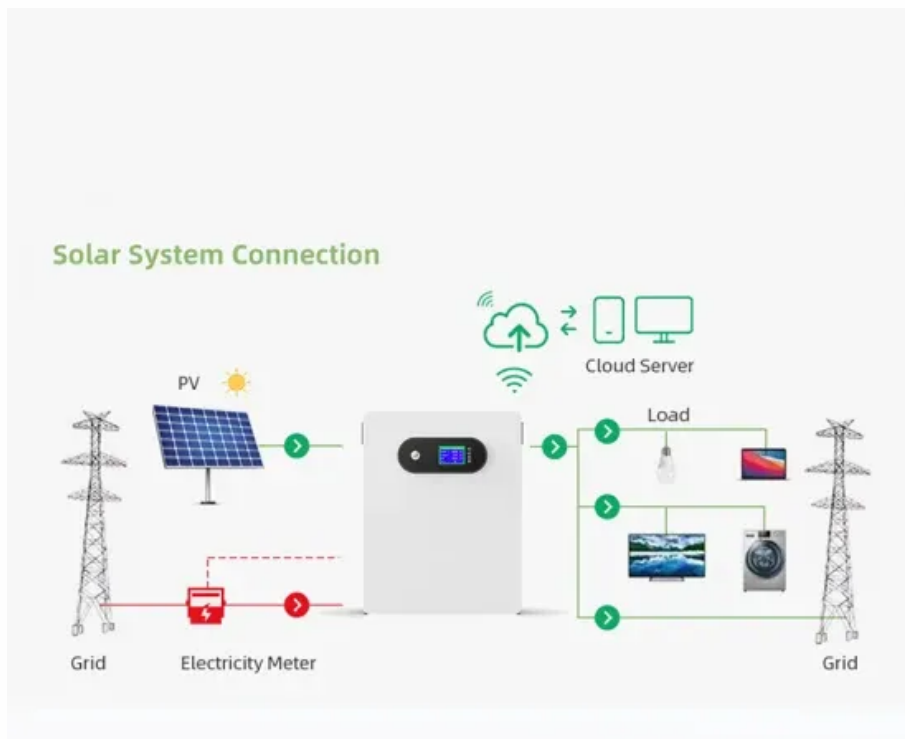 Solar System Connection
Cloud Server
PV
Load
Grid
Electricity Meter
Grid